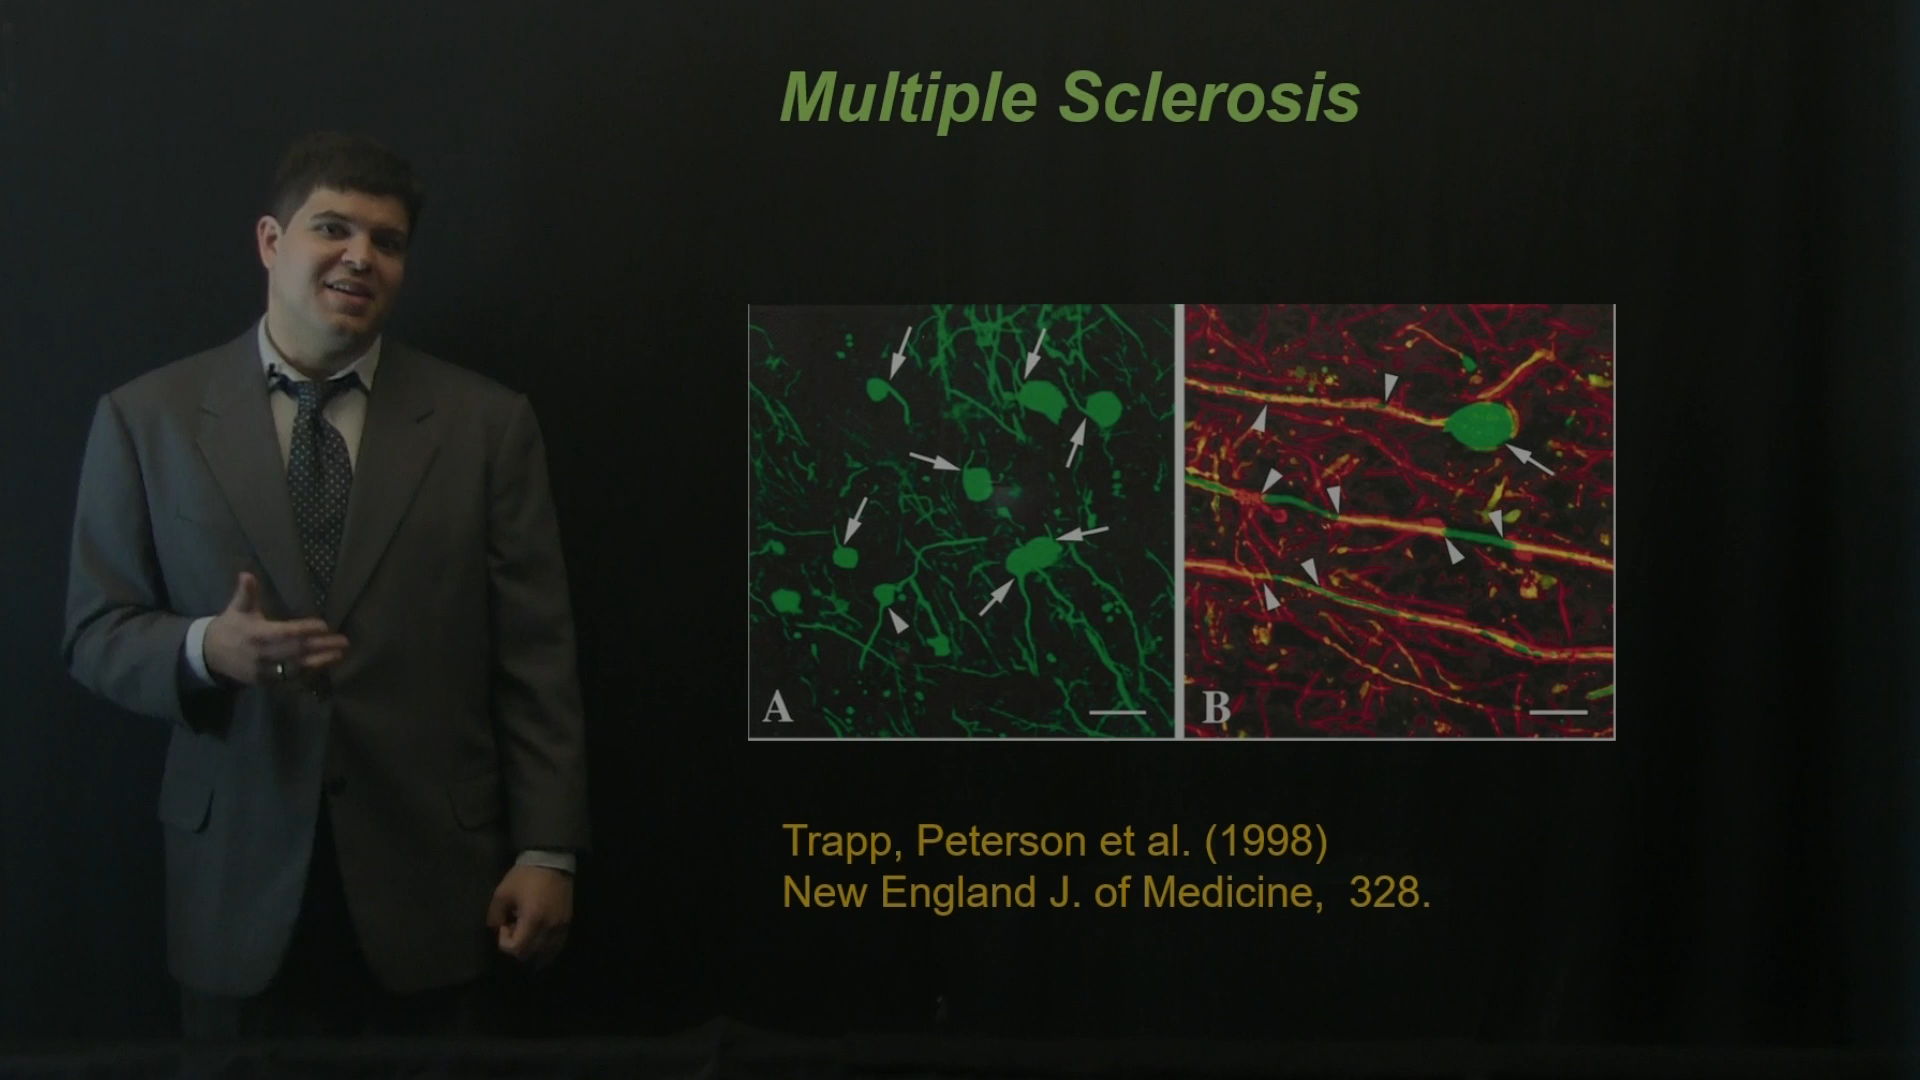 Multiple Sclerosis
A
B
Trapp, Peterson et al. (1998)
New England J. of Medicine,  328.